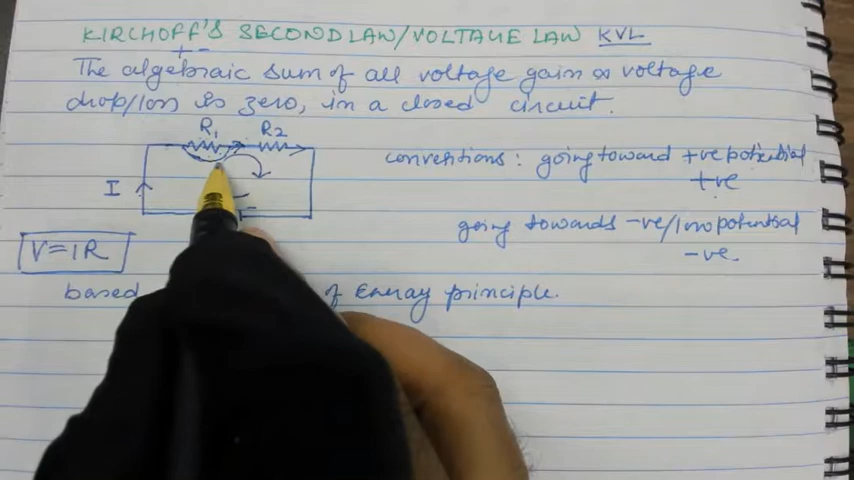 KIRCHOFF'S SECOND LAW/VOLTAUE LAW KVL
+ -
The algebraic sum of all voltage gain or voltage
drop/loss is zero, in a closed circuit.
R1 R2
conventions: going toward +ve potential
+ve
I
going towards -ve/low potential
-ve
V=IR
based of Energy principle.